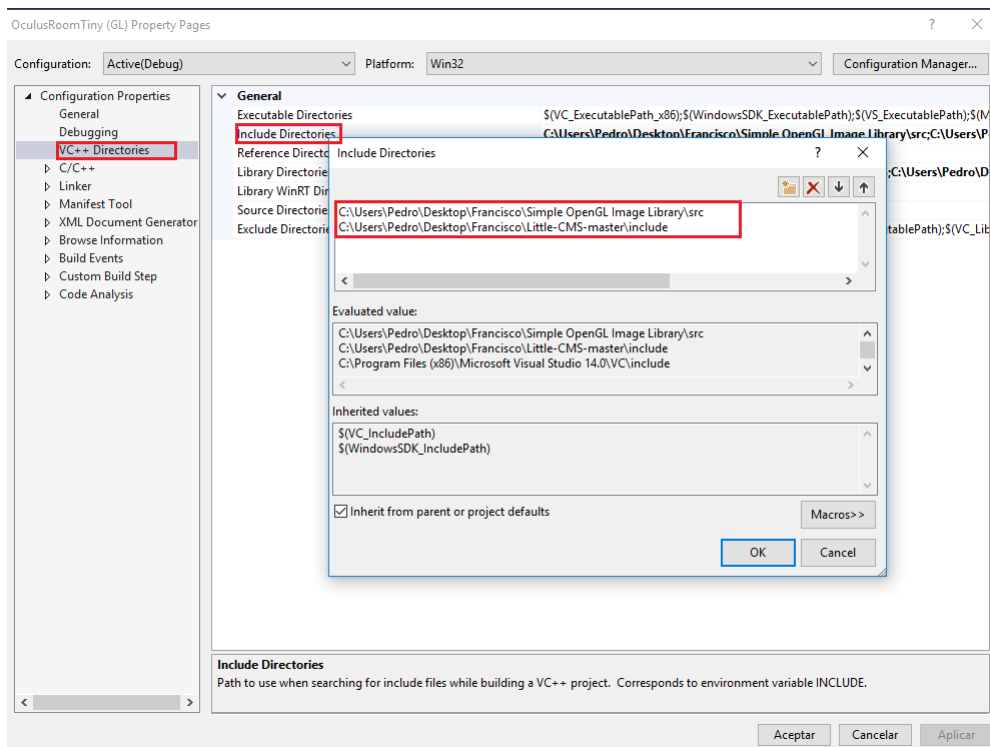 OculusRoomTiny (GL) Property Pages
Configuration: Active(Debug) Platform: Win32 Configuration Manager...
Configuration Properties
General
Debugging
VC++ Directories
C/C++
Linker
Manifest Tool
XML Document Generator
Browse Information
Build Events
Custom Build Step
Code Analysis
General
Executable Directories $(VC_ExecutablePath_x86);$(WindowsSDK_ExecutablePath);$(VS_ExecutablePath);$(M
Include Directories C:\Users\Pedro\Desktop\Francisco\Simple OpenGL Image Library\src;C:\Users\P
Reference Directo
Library Directorie ;C:\Users\Pedro\D
Library WinRT Dir
Source Directorie
Exclude Directorie tablePath);$(VC_Lib
Include Directories ?
C:\Users\Pedro\Desktop\Francisco\Simple OpenGL Image Library\src
C:\Users\Pedro\Desktop\Francisco\Little-CMS-master\include
Evaluated value:
C:\Users\Pedro\Desktop\Francisco\Simple OpenGL Image Library\src
C:\Users\Pedro\Desktop\Francisco\Little-CMS-master\include
C:\Program Files (x86)\Microsoft Visual Studio 14.0\VC\include
Inherited values:
$(VC_IncludePath)
$(WindowsSDK_IncludePath)
Inherit from parent or project defaults
Macros>>
OK Cancel
Include Directories
Path to use when searching for include files while building a VC++ project. Corresponds to environment variable INCLUDE.
Aceptar Cancelar Aplicar